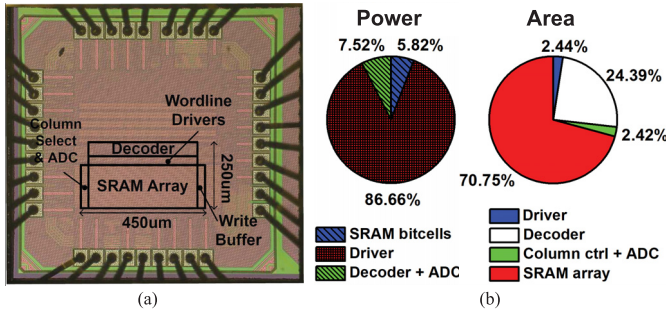 Column
Select
& ADC
Wordline
Drivers
Decoder
SRAM Array
250um
450um
Write
Buffer
(a)
Power
7.52%
5.82%
86.66%
SRAM bitcells
Driver
Decoder + ADC
Area
2.44%
24.39%
2.42%
70.75%
Driver
Decoder
Column ctrl + ADC
SRAM array
(b)